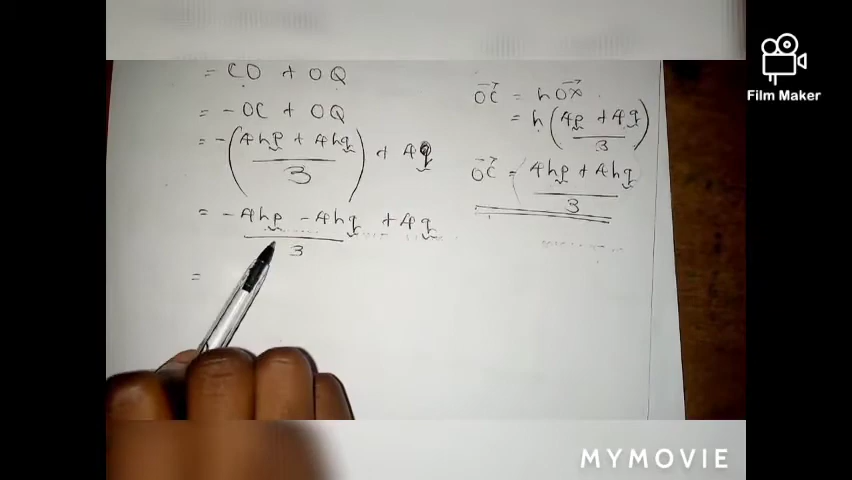 = CO + OQ
= -OC + OQ
= -(4hp + 4hq / 3) + 4q
= -4hp - 4hq / 3 + 4q
=
OC = hOX
= h(4p + 4q / 3)
OC = 4hp + 4hq / 3
Film Maker
MYMOVIE